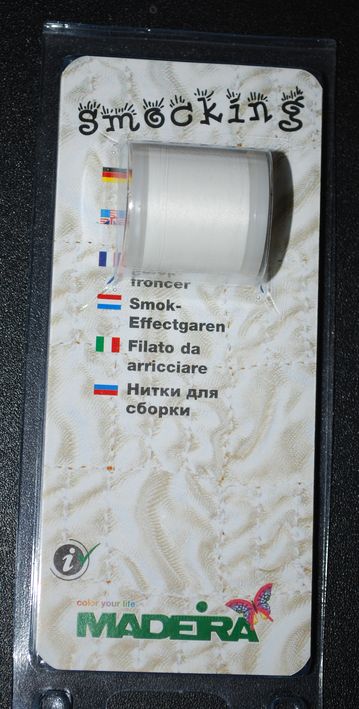 smocking
froncer
Smok-
Effectgaren
Filato da
arricciare
Нитки для
сборки
i
color your life
MADEIRA